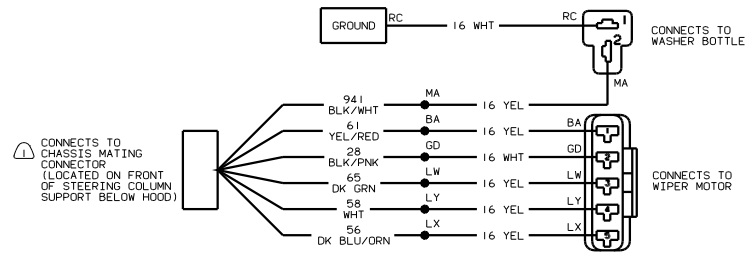 GROUND
RC
16 WHT
RC
1
2
CONNECTS TO
WASHER BOTTLE
MA
941
BLK/WHT
MA
16 YEL
61
YEL/RED
BA
16 YEL
BA
1
28
BLK/PNK
GD
16 WHT
GD
2
65
DK GRN
LW
16 YEL
LW
3
58
WHT
LY
16 YEL
LY
4
56
DK BLU/ORN
LX
16 YEL
LX
5
1
CONNECTS TO
CHASSIS MATING
CONNECTOR
(LOCATED ON FRONT
OF STEERING COLUMN
SUPPORT BELOW HOOD)
CONNECTS TO
WIPER MOTOR